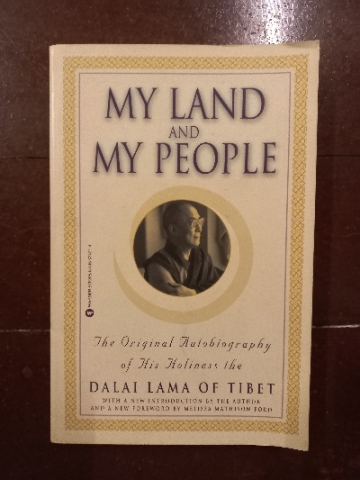 MY LAND
AND
MY PEOPLE
The Original Autobiography
of His Holiness the
DALAI LAMA OF TIBET
WITH A NEW INTRODUCTION BY THE AUTHOR
AND A NEW FOREWORD BY MELISSA MATHISON FORD